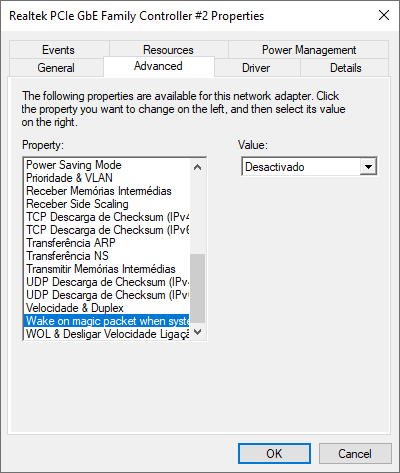 Realtek PCIe GbE Family Controller #2 Properties
Events Resources Power Management
General Advanced Driver Details
The following properties are available for this network adapter. Click
the property you want to change on the left, and then select its value
on the right.
Property: Value:
Power Saving Mode Desactivado
Prioridade & VLAN
Receber Memórias Intermédias
Receber Side Scaling
TCP Descarga de Checksum (IPv4
TCP Descarga de Checksum (IPv6
Transferência ARP
Transferência NS
Transmitir Memórias Intermédias
UDP Descarga de Checksum (IPv4
UDP Descarga de Checksum (IPv6
Velocidade & Duplex
Wake on magic packet when syste
WOL & Desligar Velocidade Ligaçã
OK Cancel